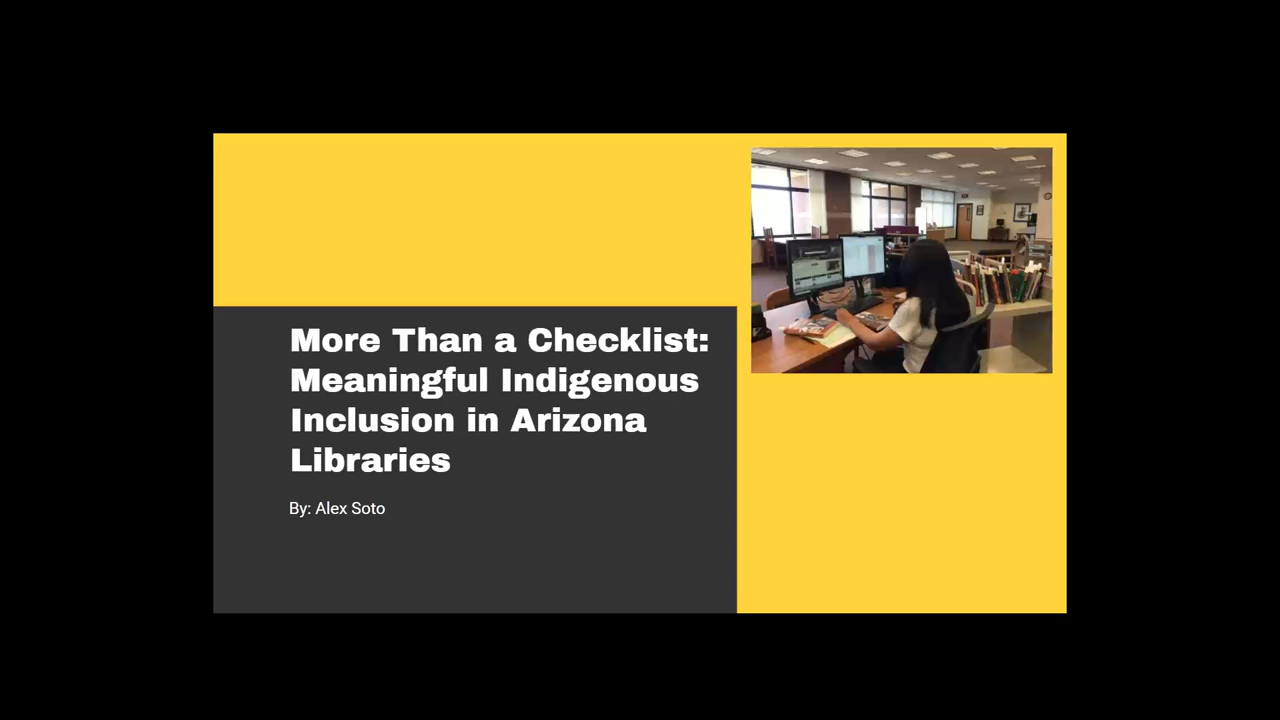 More Than a Checklist:
Meaningful Indigenous
Inclusion in Arizona
Libraries
By: Alex Soto